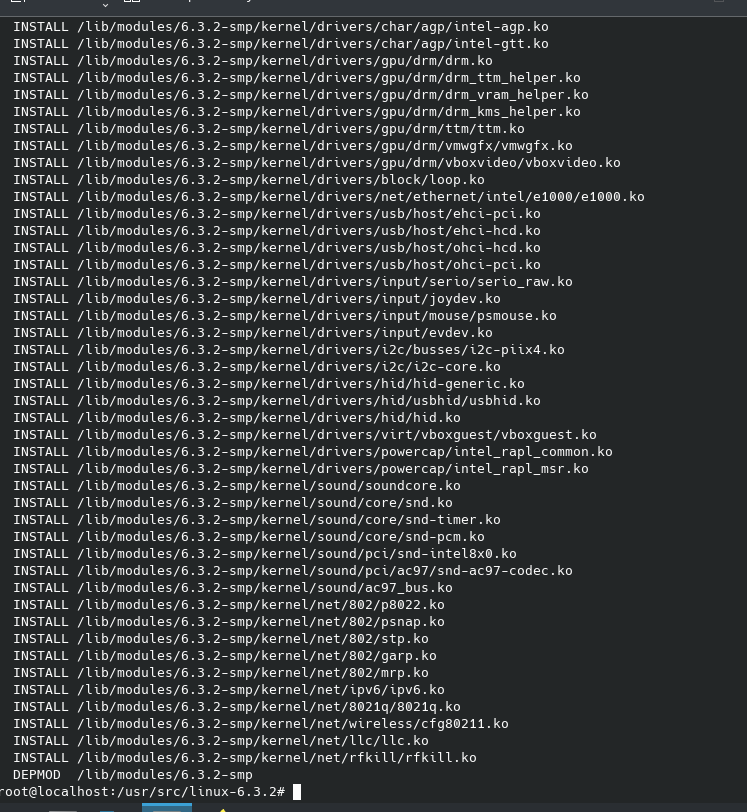 INSTALL /lib/modules/6.3.2-smp/kernel/drivers/char/agp/intel-agp.ko
INSTALL /lib/modules/6.3.2-smp/kernel/drivers/char/agp/intel-gtt.ko
INSTALL /lib/modules/6.3.2-smp/kernel/drivers/gpu/drm/drm.ko
INSTALL /lib/modules/6.3.2-smp/kernel/drivers/gpu/drm/drm_ttm_helper.ko
INSTALL /lib/modules/6.3.2-smp/kernel/drivers/gpu/drm/drm_vram_helper.ko
INSTALL /lib/modules/6.3.2-smp/kernel/drivers/gpu/drm/drm_kms_helper.ko
INSTALL /lib/modules/6.3.2-smp/kernel/drivers/gpu/drm/ttm/ttm.ko
INSTALL /lib/modules/6.3.2-smp/kernel/drivers/gpu/drm/vmwgfx/vmwgfx.ko
INSTALL /lib/modules/6.3.2-smp/kernel/drivers/gpu/drm/vboxvideo/vboxvideo.ko
INSTALL /lib/modules/6.3.2-smp/kernel/drivers/block/loop.ko
INSTALL /lib/modules/6.3.2-smp/kernel/drivers/net/ethernet/intel/e1000/e1000.ko
INSTALL /lib/modules/6.3.2-smp/kernel/drivers/usb/host/ehci-pci.ko
INSTALL /lib/modules/6.3.2-smp/kernel/drivers/usb/host/ehci-hcd.ko
INSTALL /lib/modules/6.3.2-smp/kernel/drivers/usb/host/ohci-hcd.ko
INSTALL /lib/modules/6.3.2-smp/kernel/drivers/usb/host/ohci-pci.ko
INSTALL /lib/modules/6.3.2-smp/kernel/drivers/input/serio/serio_raw.ko
INSTALL /lib/modules/6.3.2-smp/kernel/drivers/input/joydev.ko
INSTALL /lib/modules/6.3.2-smp/kernel/drivers/input/mouse/psmouse.ko
INSTALL /lib/modules/6.3.2-smp/kernel/drivers/input/evdev.ko
INSTALL /lib/modules/6.3.2-smp/kernel/drivers/i2c/busses/i2c-piix4.ko
INSTALL /lib/modules/6.3.2-smp/kernel/drivers/i2c/i2c-core.ko
INSTALL /lib/modules/6.3.2-smp/kernel/drivers/hid/hid-generic.ko
INSTALL /lib/modules/6.3.2-smp/kernel/drivers/hid/usbhid/usbhid.ko
INSTALL /lib/modules/6.3.2-smp/kernel/drivers/hid/hid.ko
INSTALL /lib/modules/6.3.2-smp/kernel/drivers/virt/vboxguest/vboxguest.ko
INSTALL /lib/modules/6.3.2-smp/kernel/drivers/powercap/intel_rapl_common.ko
INSTALL /lib/modules/6.3.2-smp/kernel/drivers/powercap/intel_rapl_msr.ko
INSTALL /lib/modules/6.3.2-smp/kernel/sound/soundcore.ko
INSTALL /lib/modules/6.3.2-smp/kernel/sound/core/snd.ko
INSTALL /lib/modules/6.3.2-smp/kernel/sound/core/snd-timer.ko
INSTALL /lib/modules/6.3.2-smp/kernel/sound/core/snd-pcm.ko
INSTALL /lib/modules/6.3.2-smp/kernel/sound/pci/snd-intel8x0.ko
INSTALL /lib/modules/6.3.2-smp/kernel/sound/pci/ac97/snd-ac97-codec.ko
INSTALL /lib/modules/6.3.2-smp/kernel/sound/ac97_bus.ko
INSTALL /lib/modules/6.3.2-smp/kernel/net/802/p8022.ko
INSTALL /lib/modules/6.3.2-smp/kernel/net/802/psnap.ko
INSTALL /lib/modules/6.3.2-smp/kernel/net/802/stp.ko
INSTALL /lib/modules/6.3.2-smp/kernel/net/802/garp.ko
INSTALL /lib/modules/6.3.2-smp/kernel/net/802/mrp.ko
INSTALL /lib/modules/6.3.2-smp/kernel/net/ipv6/ipv6.ko
INSTALL /lib/modules/6.3.2-smp/kernel/net/8021q/8021q.ko
INSTALL /lib/modules/6.3.2-smp/kernel/net/wireless/cfg80211.ko
INSTALL /lib/modules/6.3.2-smp/kernel/net/llc/llc.ko
INSTALL /lib/modules/6.3.2-smp/kernel/net/rfkill/rfkill.ko
DEPMOD  /lib/modules/6.3.2-smp
root@localhost:/usr/src/linux-6.3.2#